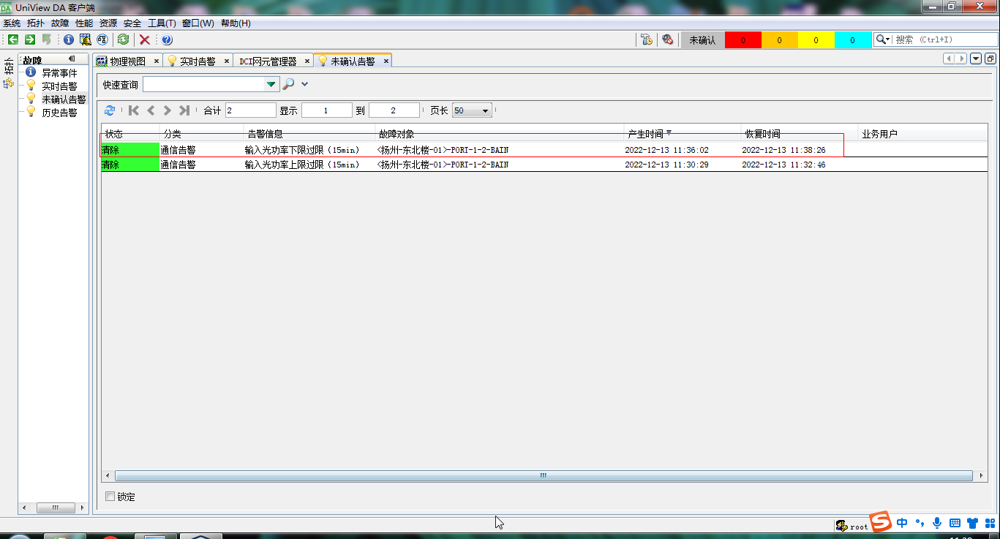 DA UniView DA 客户端
系统 拓扑 故障 性能 资源 安全 工具(T) 窗口(W) 帮助(H)
未确认 0 0 0 0 搜索 (Ctrl+I)
拓扑
故障
异常事件
实时告警
未确认告警
历史告警
物理视图 实时告警 DCI网元管理器 未确认告警
快速查询
合计 2 显示 1 到 2 页长 50
状态 分类 告警信息 故障对象 产生时间 恢复时间 业务用户
清除 通信告警 输入光功率下限过限（15min） <扬州-东北楼-01>-PORT-1-2-BAIN 2022-12-13 11:36:02 2022-12-13 11:38:26
清除 通信告警 输入光功率上限过限（15min） <扬州-东北楼-01>-PORT-1-2-BAIN 2022-12-13 11:30:29 2022-12-13 11:32:46
锁定
root S 中